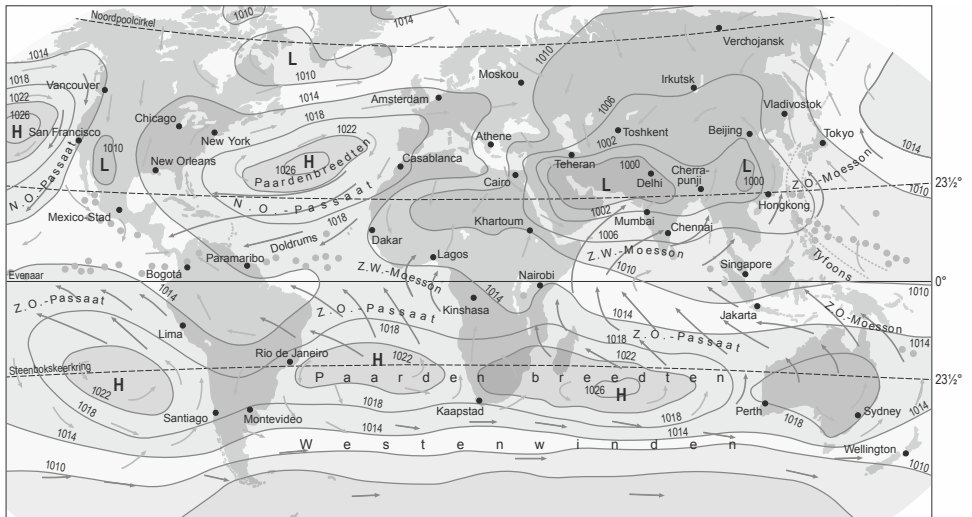 Noordpoolcirkel
1010
1014
1014
1010
L
Verchojansk
1014
1010
Moskou
1018
1010
Irkutsk
Vancouver
1014
1006
1022
Amsterdam
Vladivostok
1026
1018
H
San Francisco
Chicago
1022
Athene
1002
Toshkent
Beijing
Tokyo
New York
1010
L
New Orleans
H
1026
Paardenbreedten
Casablanca
Teheran
1000
Cherra-
punji
L
1000
1014
N.O.-Passaat
Cairo
L
Delhi
Z.O.-Moesson
23½°
1010
Mexico-Stad
N.O.-Passaat
1018
1002
Mumbai
Hongkong
Khartoum
1006
Chennai
Doldrums
Dakar
Z.W.-Moesson
Tyfoons
Paramaribo
Lagos
1010
Evenaar
Bogotá
Z.W.-Moesson
Nairobi
Singapore
0°
1014
1014
1010
Z.O.-Passaat
Z.O.-Passaat
Kinshasa
1014
Jakarta
Z.O.-Moesson
Lima
1018
1018
Z.O.-Passaat
Rio de Janeiro
H
1022
1022
1014
Steenbokskeerkring
Paardenbreedten
23½°
H
1022
1026
H
1018
Santiago
Montevideo
1018
Kaapstad
1018
Perth
1018
Sydney
1014
1014
1014
1014
Westenwinden
Wellington
1010
1010